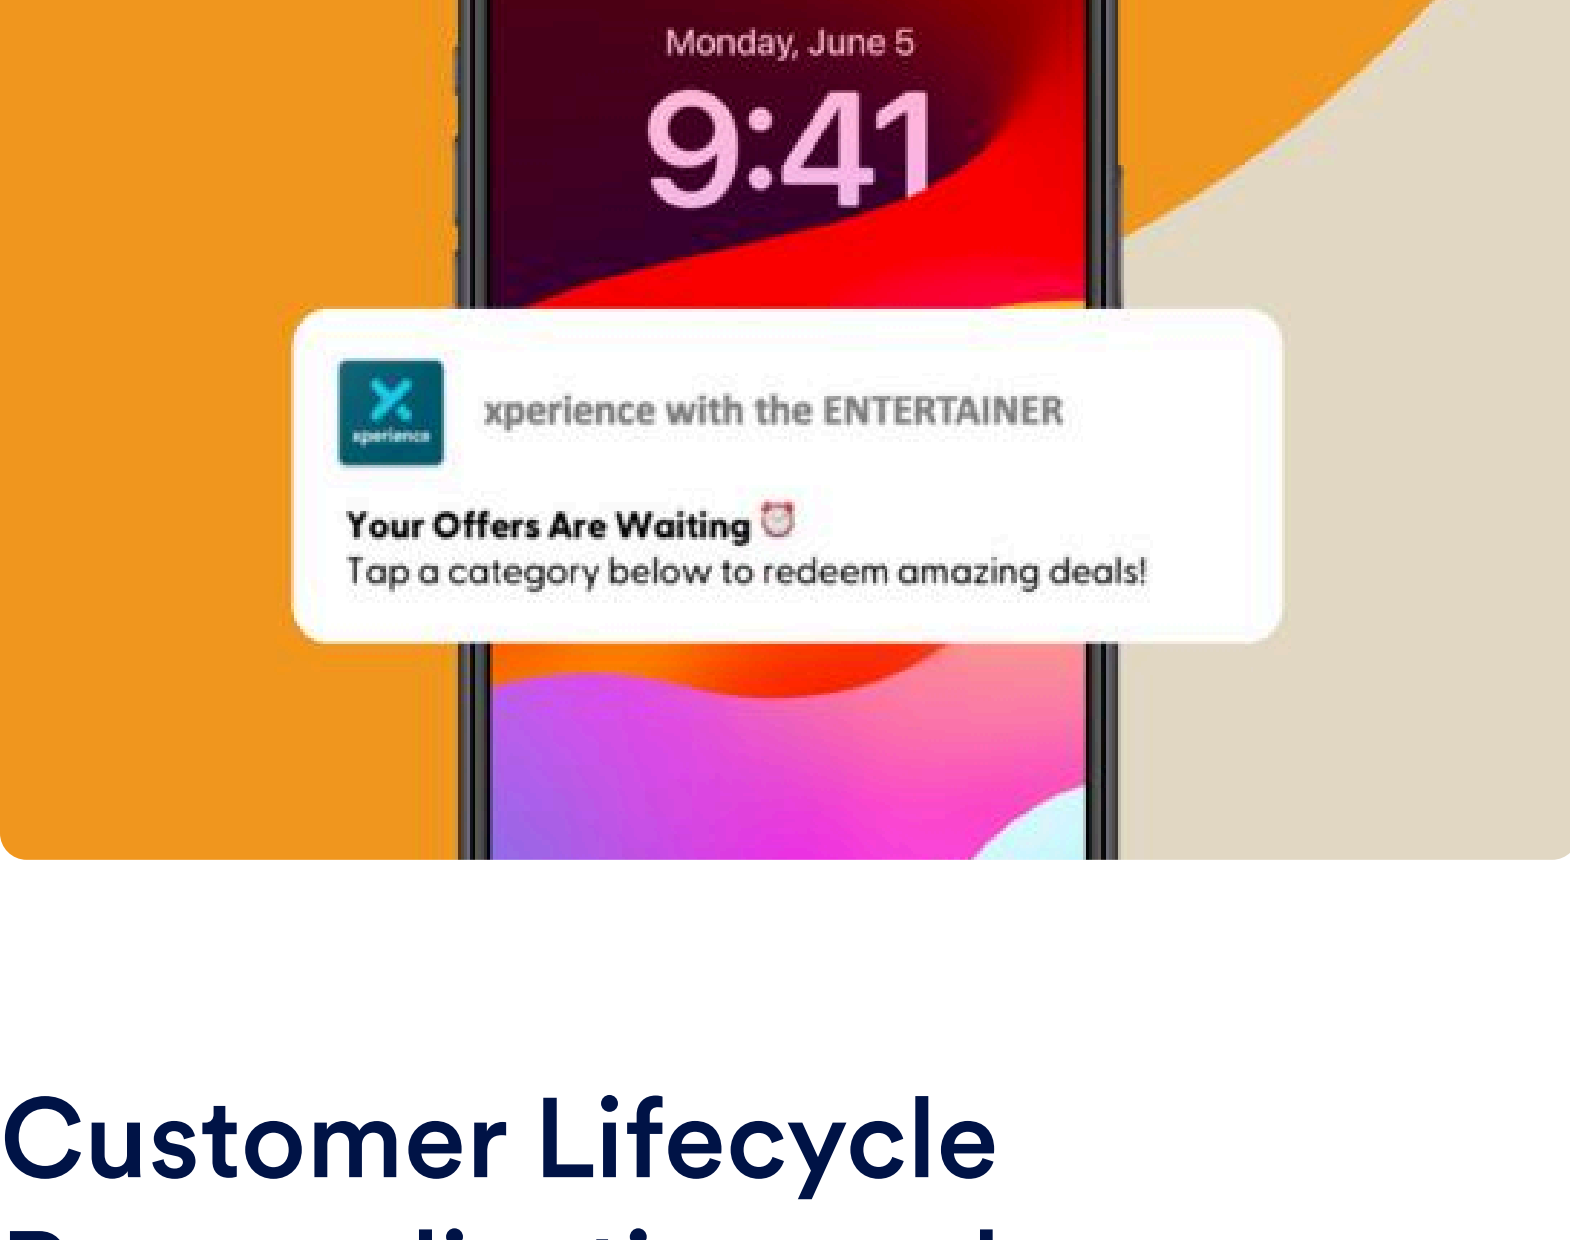 Monday, June 5
9:41
xperience
xperience with the ENTERTAINER
Your Offers Are Waiting
Tap a category below to redeem amazing deals!
Customer Lifecycle